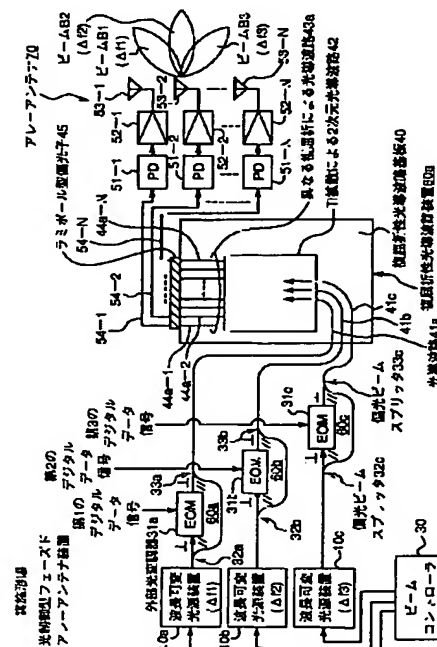 光制御型フェーズド
アレーアンテナ装置
アレーアンテナ70
ビームB2
(Δf2)
ビームB1
(Δf1)
ビームB3
(Δf3)
53-1
53-2
53-N
52-1
52-2
52-N
51-1
51-2
PD
PD
PD
ラミポール型偏光子45
54-N
54-2
54-1
44a-N
44a-1
44a-2
異なる複屈折による光導波路43a
Ti拡散による2次元光導波路42
複屈折性光導波路基板40
複屈折性光導波路型装置80a
41c
41b
偏光ビーム
スプリッタ33c
偏光ビーム
スプリッタ32c
第3の
デジタル
データ
信号
第2の
デジタル
データ
信号
第1の
デジタル
データ
信号
外部光変調器31a
33a
33b
31b
31c
EOM
EOM
EOM
60a
60b
60c
32a
32b
波長可変
光源装置
(Δf1)
波長可変
光源装置
(Δf2)
波長可変
光源装置
(Δf3)
10c
30
ビーム
コントローラ